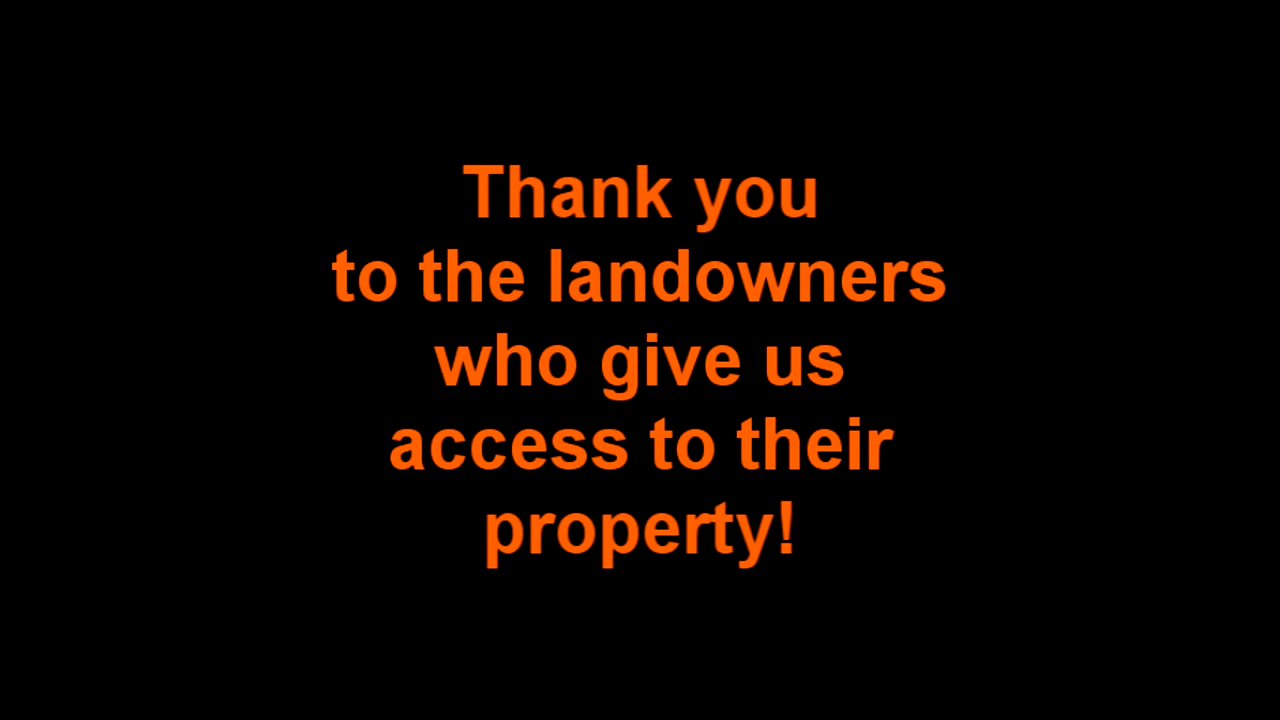 Thank you
to the landowners
who give us
access to their
property!